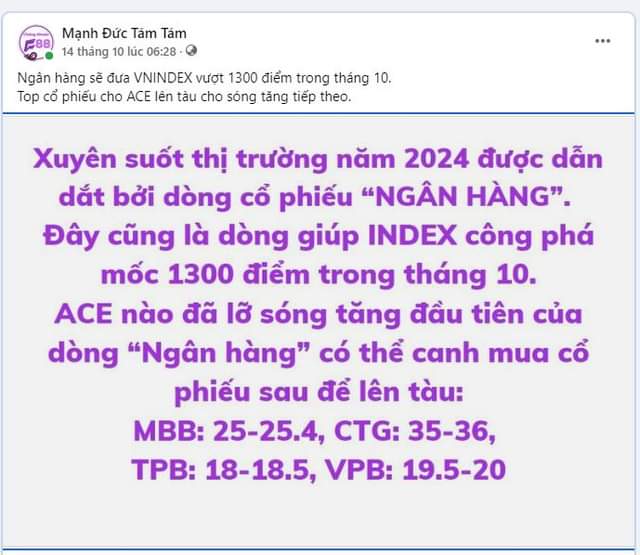 Mạnh Đức Tám Tám
14 tháng 10 lúc 06:28 ·
Ngân hàng sẽ đưa VNINDEX vượt 1300 điểm trong tháng 10.
Top cổ phiếu cho ACE lên tàu cho sóng tăng tiếp theo.
Xuyên suốt thị trường năm 2024 được dẫn
dắt bởi dòng cổ phiếu “NGÂN HÀNG”.
Đây cũng là dòng giúp INDEX công phá
mốc 1300 điểm trong tháng 10.
ACE nào đã lỡ sóng tăng đầu tiên của
dòng “Ngân hàng” có thể canh mua cổ
phiếu sau để lên tàu:
MBB: 25-25.4, CTG: 35-36,
TPB: 18-18.5, VPB: 19.5-20